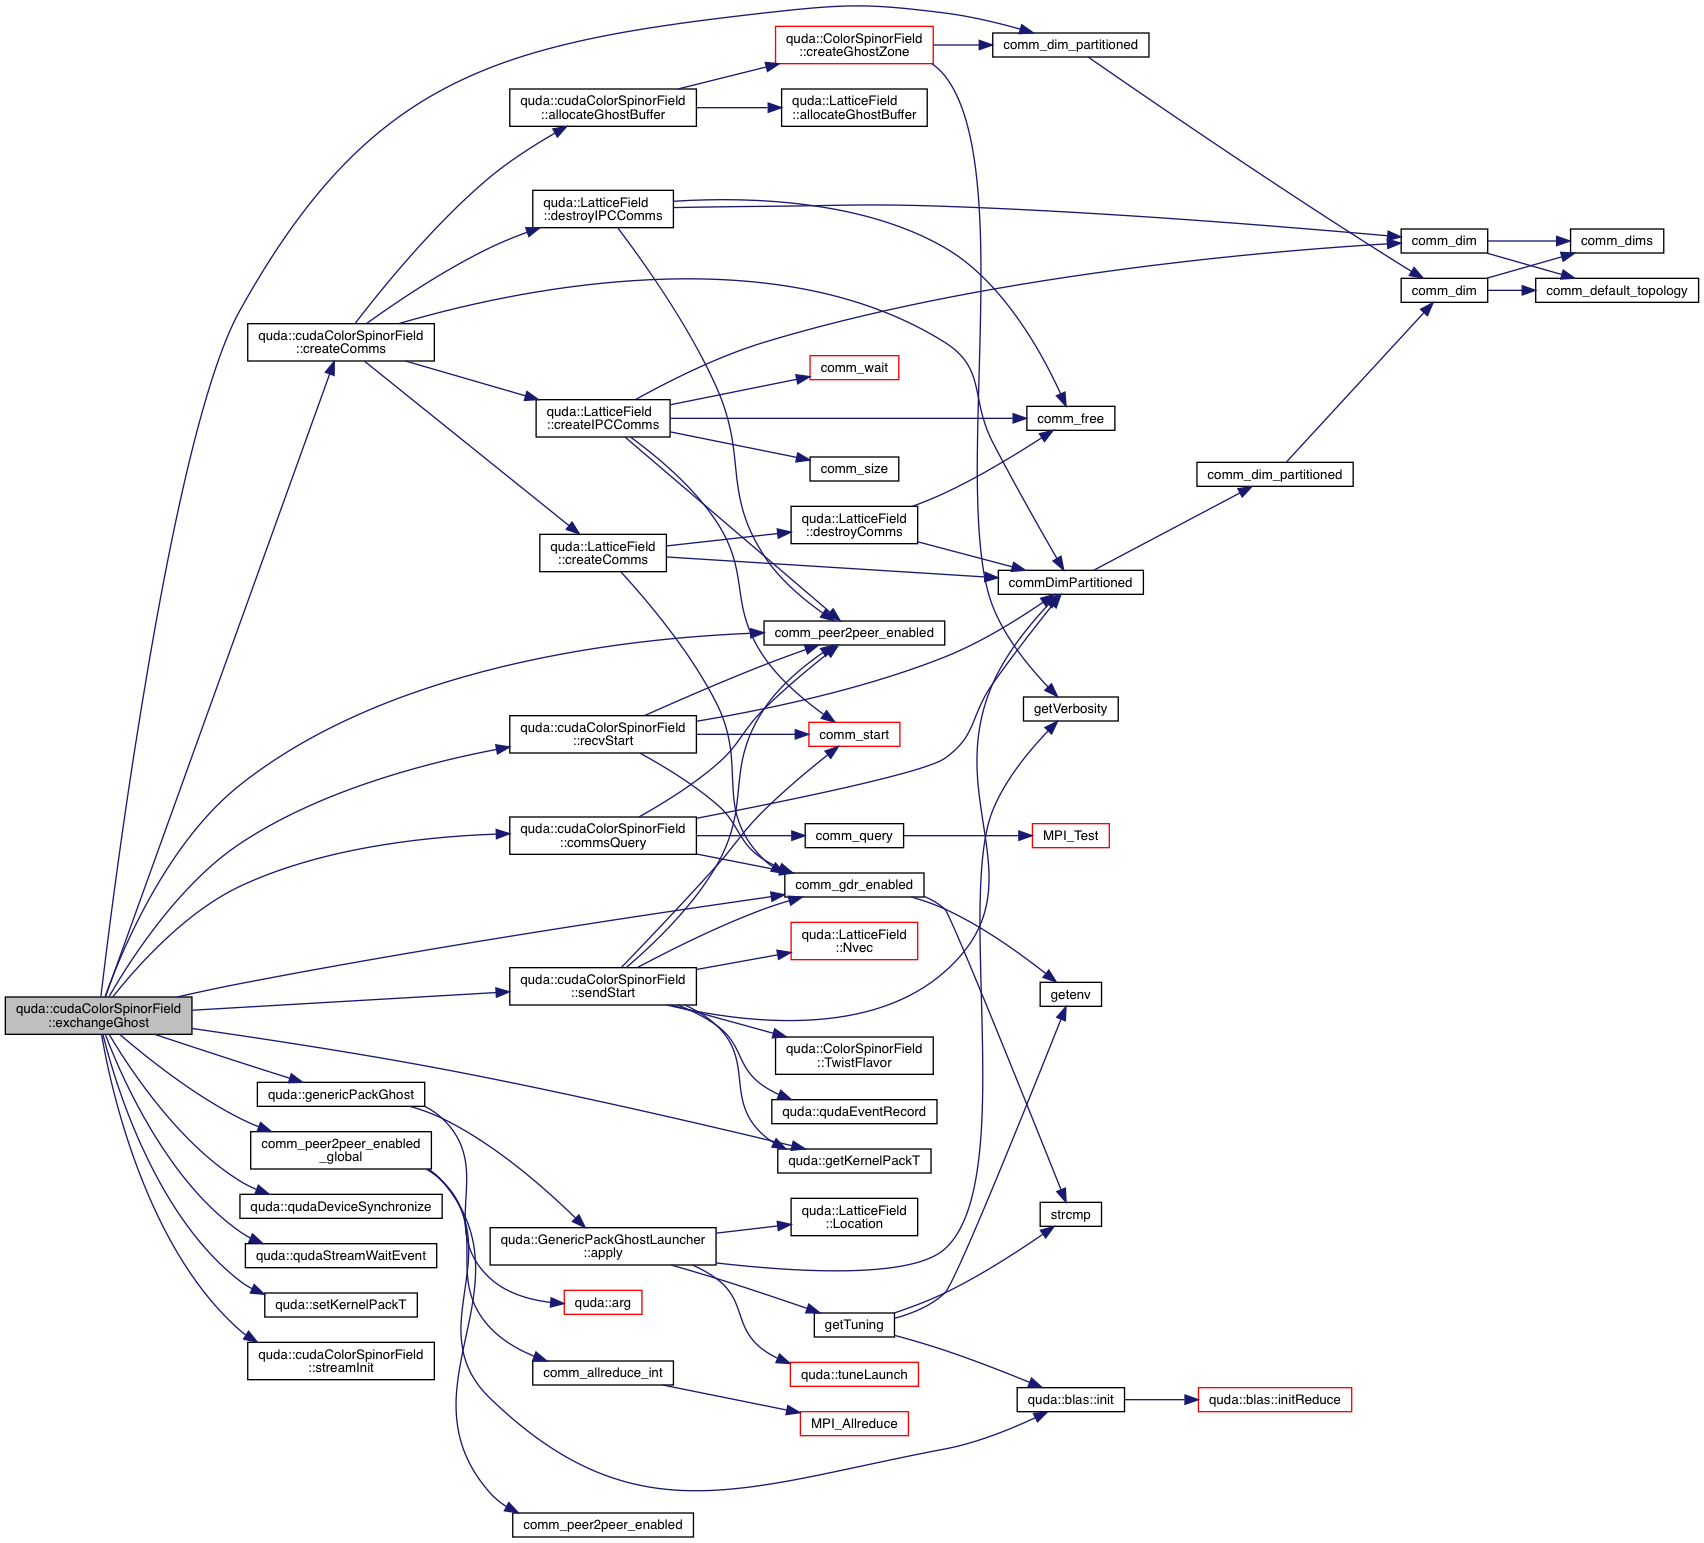 quda::ColorSpinorField
::createGhostZone
comm_dim_partitioned
quda::cudaColorSpinorField
::allocateGhostBuffer
quda::LatticeField
::allocateGhostBuffer
quda::LatticeField
::destroyIPCComms
comm_dim
comm_dims
comm_dim
comm_default_topology
quda::cudaColorSpinorField
::createComms
comm_wait
quda::LatticeField
::createIPCComms
comm_free
comm_size
comm_dim_partitioned
quda::LatticeField
::destroyComms
quda::LatticeField
::createComms
commDimPartitioned
comm_peer2peer_enabled
getVerbosity
quda::cudaColorSpinorField
::recvStart
comm_start
quda::cudaColorSpinorField
::commsQuery
comm_query
MPI_Test
comm_gdr_enabled
quda::LatticeField
::Nvec
quda::cudaColorSpinorField
::sendStart
getenv
quda::cudaColorSpinorField
::exchangeGhost
quda::ColorSpinorField
::TwistFlavor
quda::genericPackGhost
quda::qudaEventRecord
comm_peer2peer_enabled
_global
quda::getKernelPackT
quda::qudaDeviceSynchronize
quda::LatticeField
::Location
strcmp
quda::GenericPackGhostLauncher
::apply
quda::qudaStreamWaitEvent
quda::setKernelPackT
quda::arg
getTuning
quda::cudaColorSpinorField
::streamInit
comm_allreduce_int
quda::tuneLaunch
quda::blas::init
quda::blas::initReduce
MPI_Allreduce
comm_peer2peer_enabled